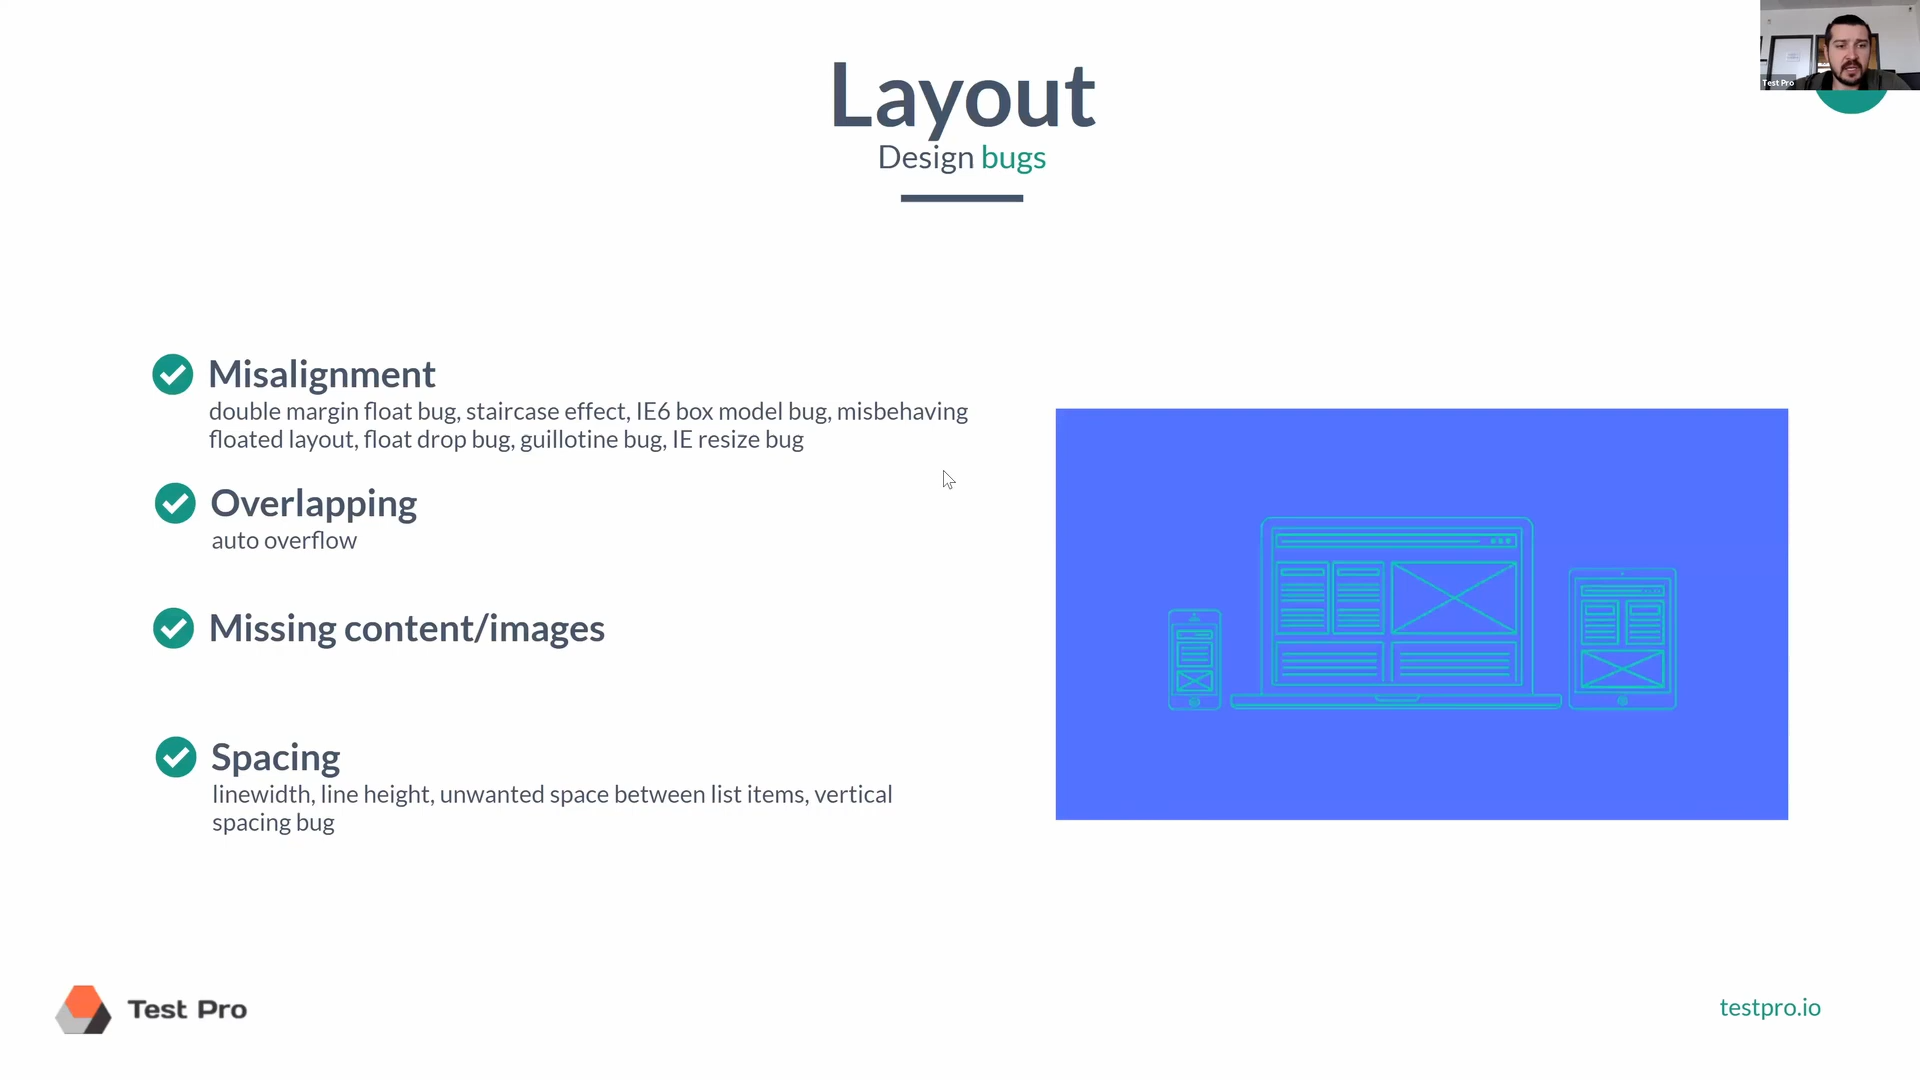 Test Pro
Layout
Design bugs
Misalignment
double margin float bug, staircase effect, IE6 box model bug, misbehaving
floated layout, float drop bug, guillotine bug, IE resize bug
Overlapping
auto overflow
Missing content/images
Spacing
linewidth, line height, unwanted space between list items, vertical
spacing bug
Test Pro
testpro.io